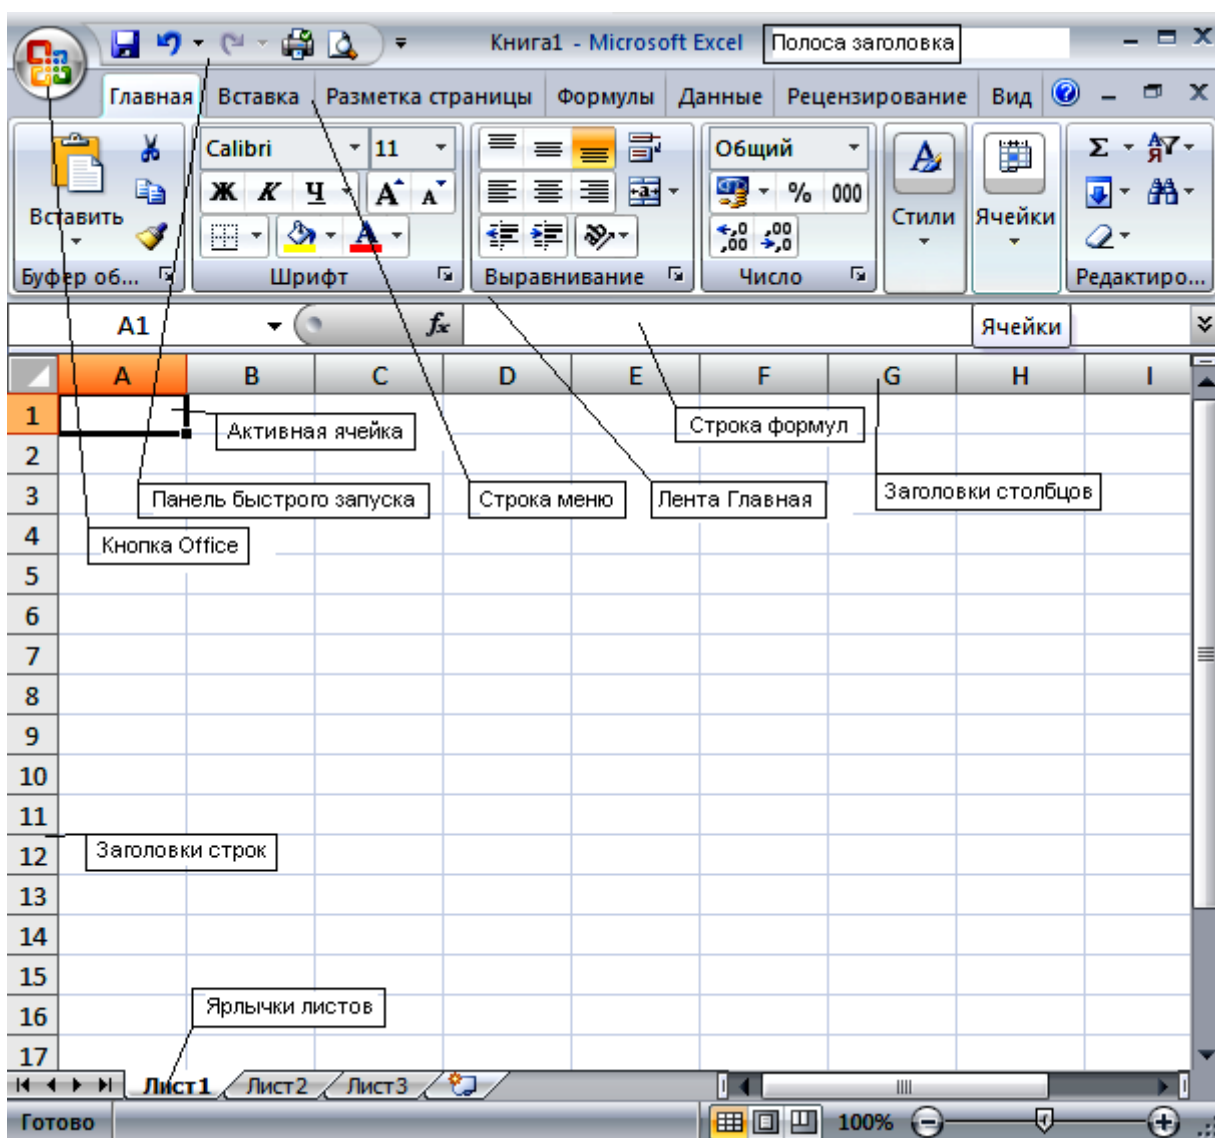 Книга1 - Microsoft Excel Полоса заголовка
Главная Вставка Разметка страницы Формулы Данные Рецензирование Вид
Calibri 11 Общий
Ж К Ч % 000
Вставить Стили Ячейки
Буфер об... Шрифт Выравнивание Число Редактиро...
A1 fx Ячейки
A B C D E F G H I
1
Активная ячейка Строка формул
2
3 Панель быстрого запуска Строка меню Лента Главная Заголовки столбцов
4 Кнопка Office
5
6
7
8
9
10
11
12 Заголовки строк
13
14
15
16 Ярлычки листов
17
Лист1 Лист2 Лист3
Готово 100%